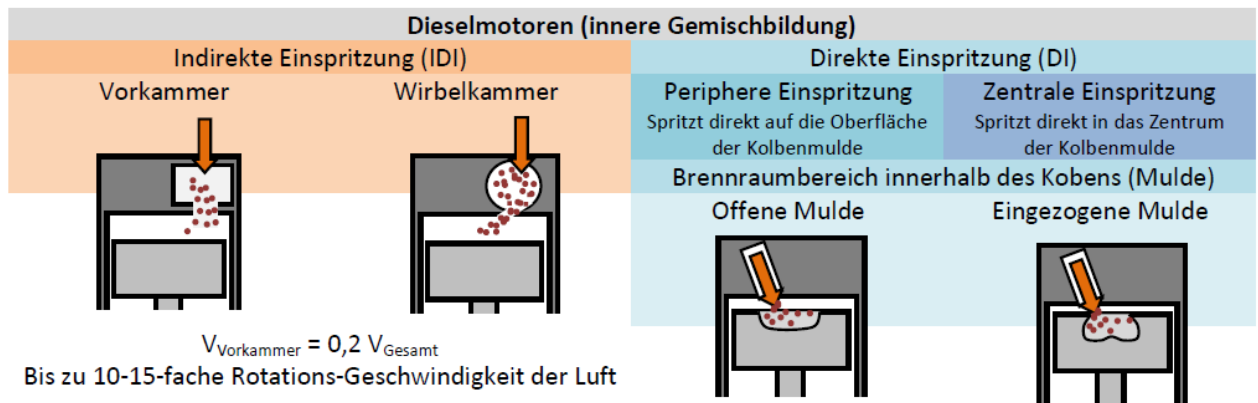 Dieselmotoren (innere Gemischbildung)
Indirekte Einspritzung (IDI)
Vorkammer
Wirbelkammer
V_Vorkammer = 0,2 V_Gesamt
Bis zu 10-15-fache Rotations-Geschwindigkeit der Luft
Direkte Einspritzung (DI)
Periphere Einspritzung
Spritzt direkt auf die Oberfläche
der Kolbenmulde
Zentrale Einspritzung
Spritzt direkt in das Zentrum
der Kolbenmulde
Brennraumbereich innerhalb des Kobens (Mulde)
Offene Mulde
Eingezogene Mulde